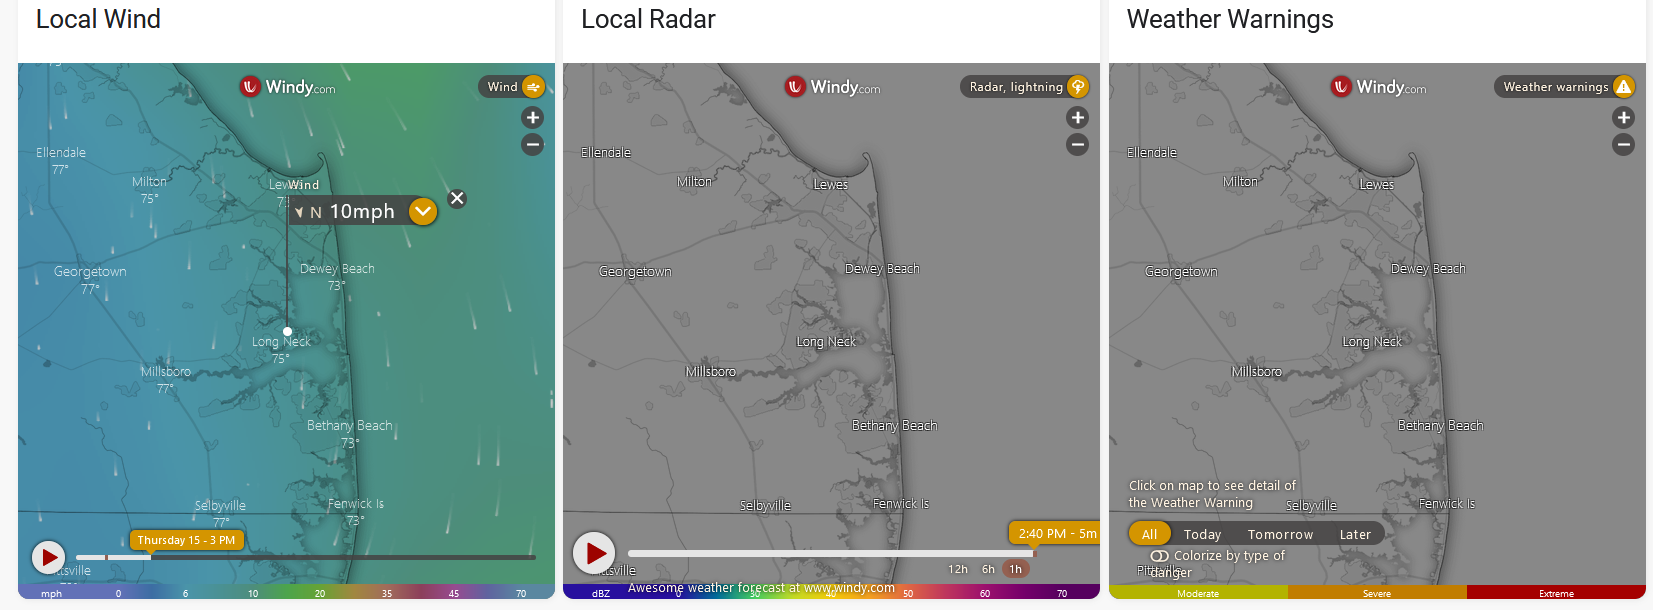 Local Wind
Windy.com
Wind
Ellendale
77°
Milton
75°
Lewes
73°
Wind
N 10mph
Georgetown
77°
Dewey Beach
73°
Long Neck
75°
Millsboro
77°
Bethany Beach
73°
Selbyville
77°
Fenwick Is
73°
Thursday 15 - 3 PM
mph 0 6 10 20 35 45 70
Local Radar
Windy.com
Radar, lightning
Ellendale
Milton
Lewes
Georgetown
Dewey Beach
Long Neck
Millsboro
Bethany Beach
Selbyville
Fenwick Is
2:40 PM - 5m
12h 6h 1h
Awesome weather forecast at www.windy.com
dBZ 0 30 40 50 60 70
Weather Warnings
Windy.com
Weather warnings
Ellendale
Milton
Lewes
Georgetown
Dewey Beach
Long Neck
Millsboro
Bethany Beach
Click on map to see detail of
the Weather Warning
Selbyville
Fenwick Is
All Today Tomorrow Later
Colorize by type of
danger
Moderate Severe Extreme